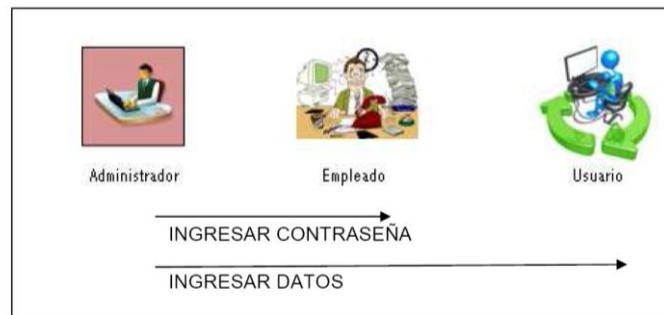 Administrador
Empleado
Usuario
INGRESAR CONTRASEÑA
INGRESAR DATOS